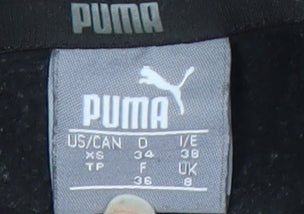 PUMA
PUMA
US/CAN D I/E
XS 34 38
TP F UK
36 8